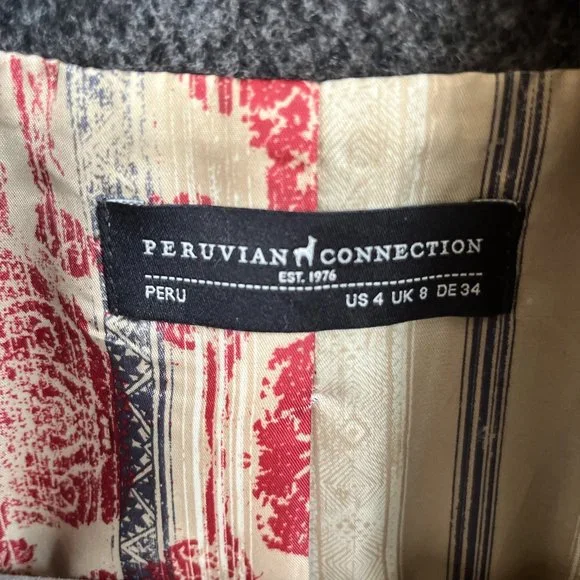 PERUVIAN CONNECTION
EST. 1976
PERU US 4 UK 8 DE 34